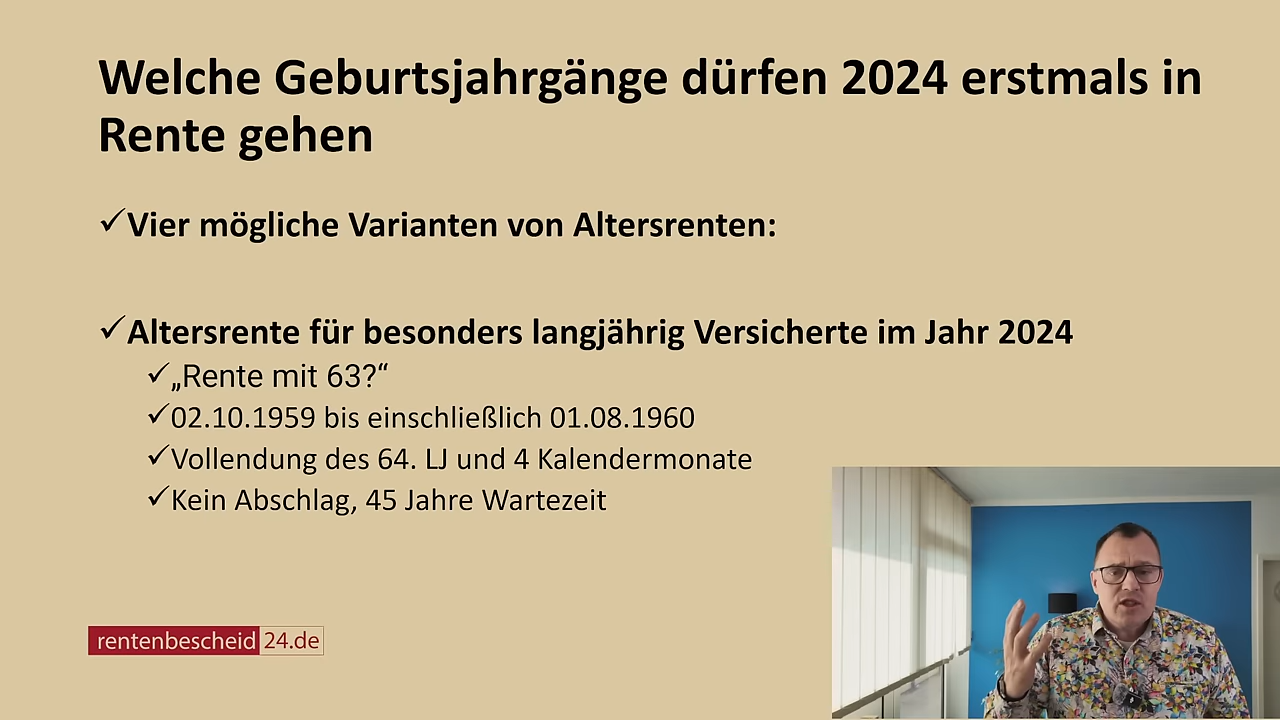 Welche Geburtsjahrgänge dürfen 2024 erstmals in
Rente gehen
✓Vier mögliche Varianten von Altersrenten:
✓Altersrente für besonders langjährig Versicherte im Jahr 2024
✓„Rente mit 63?“
✓02.10.1959 bis einschließlich 01.08.1960
✓Vollendung des 64. LJ und 4 Kalendermonate
✓Kein Abschlag, 45 Jahre Wartezeit
rentenbescheid 24.de